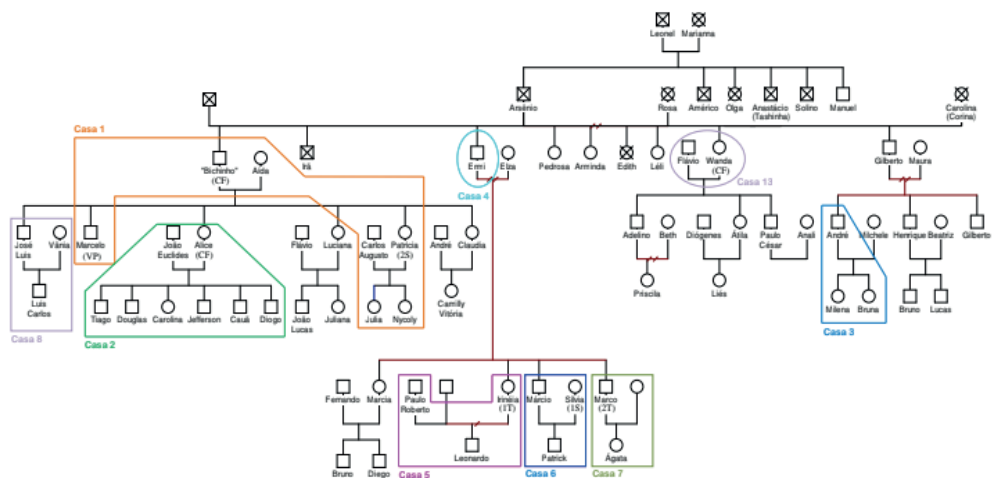 Leonel Marianna
Arsênio Rosa Américo Olga Anastácio Solino Manuel Carolina
(Tashinha) (Corina)
Casa 1
"Bichinho" Aida Irá Ermi Elza Pedrosa Arminda Edith Léli Flávio Wanda Gilberto Maura
(CF) (CF)
Casa 4 Casa 13
José Vânia Marcelo João Alice Flávio Luciana Carlos Patricia André Claudia Adelino Beth Diógenes Átila Paulo Anali André Milchele Henrique Beatriz Gilberto
Luis (VP) Euclides (CF) Augusto (2S) César
Luis Tiago Douglas Carolina Jefferson Cauã Diogo João Juliana Julia Nycoly Camilly Priscila Liés Milena Bruna Bruno Lucas
Carlos Lucas Vitória
Casa 8 Casa 2 Casa 3
Fernando Marcia Paulo Irinéia Márcio Silvia Marco
Roberto (1T) (1S) (2T)
Bruno Diego Leonardo Patrick Ágata
Casa 5 Casa 6 Casa 7